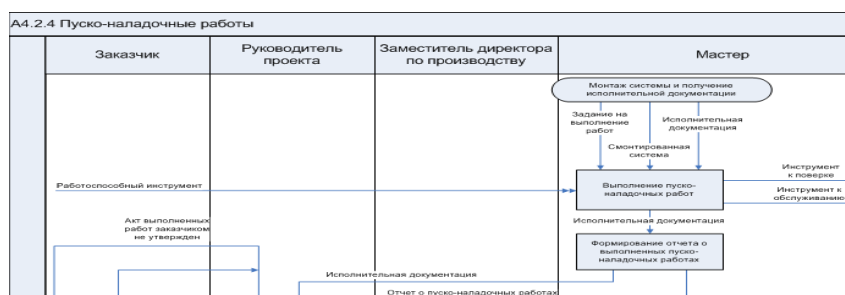 А4.2.4 Пуско-наладочные работы
Заказчик
Руководитель
проекта
Заместитель директора
по производству
Мастер
Монтаж системы и получение
исполнительной документации
Задание на
выполнение
работ
Исполнительная
документация
Смонтированная
система
Инструмент
к поверке
Работоспособный инструмент
Выполнение пуско-
наладочных работ
Инструмент к
обслуживанию
Акт выполненных
работ заказчиком
не утвержден
Исполнительная документация
Формирование отчета о
выполненных пуско-
наладочных работах
Исполнительная документация
Отчет о пуско-наладочных работах